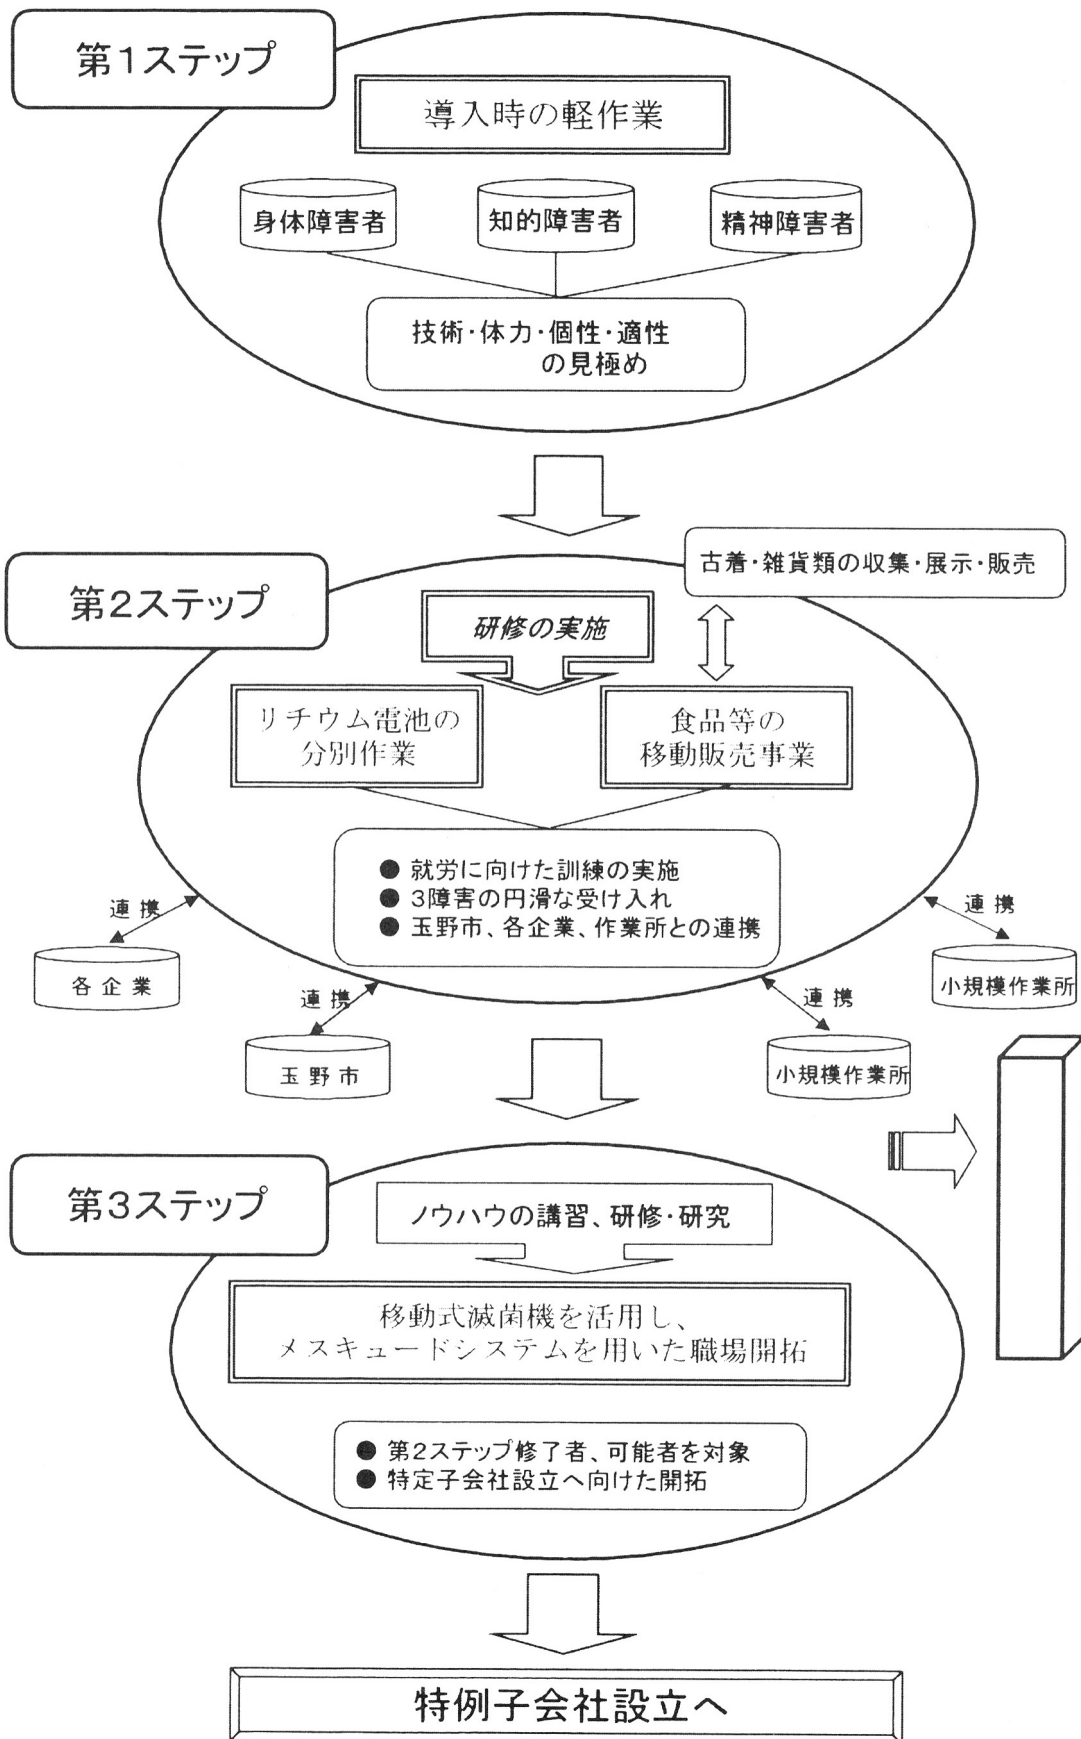 第1ステップ
導入時の軽作業
身体障害者
知的障害者
精神障害者
技術・体力・個性・適性
の見極め
古着・雑貨類の収集・展示・販売
第2ステップ
研修の実施
リチウム電池の
分別作業
食品等の
移動販売事業
● 就労に向けた訓練の実施
● 3障害の円滑な受け入れ
● 玉野市、各企業、作業所との連携
連携
各企業
連携
玉野市
連携
小規模作業所
連携
小規模作業所
第3ステップ
ノウハウの講習、研修・研究
移動式滅菌機を活用し、
メスキュードシステムを用いた職場開拓
● 第2ステップ修了者、可能者を対象
● 特定子会社設立へ向けた開拓
特例子会社設立へ